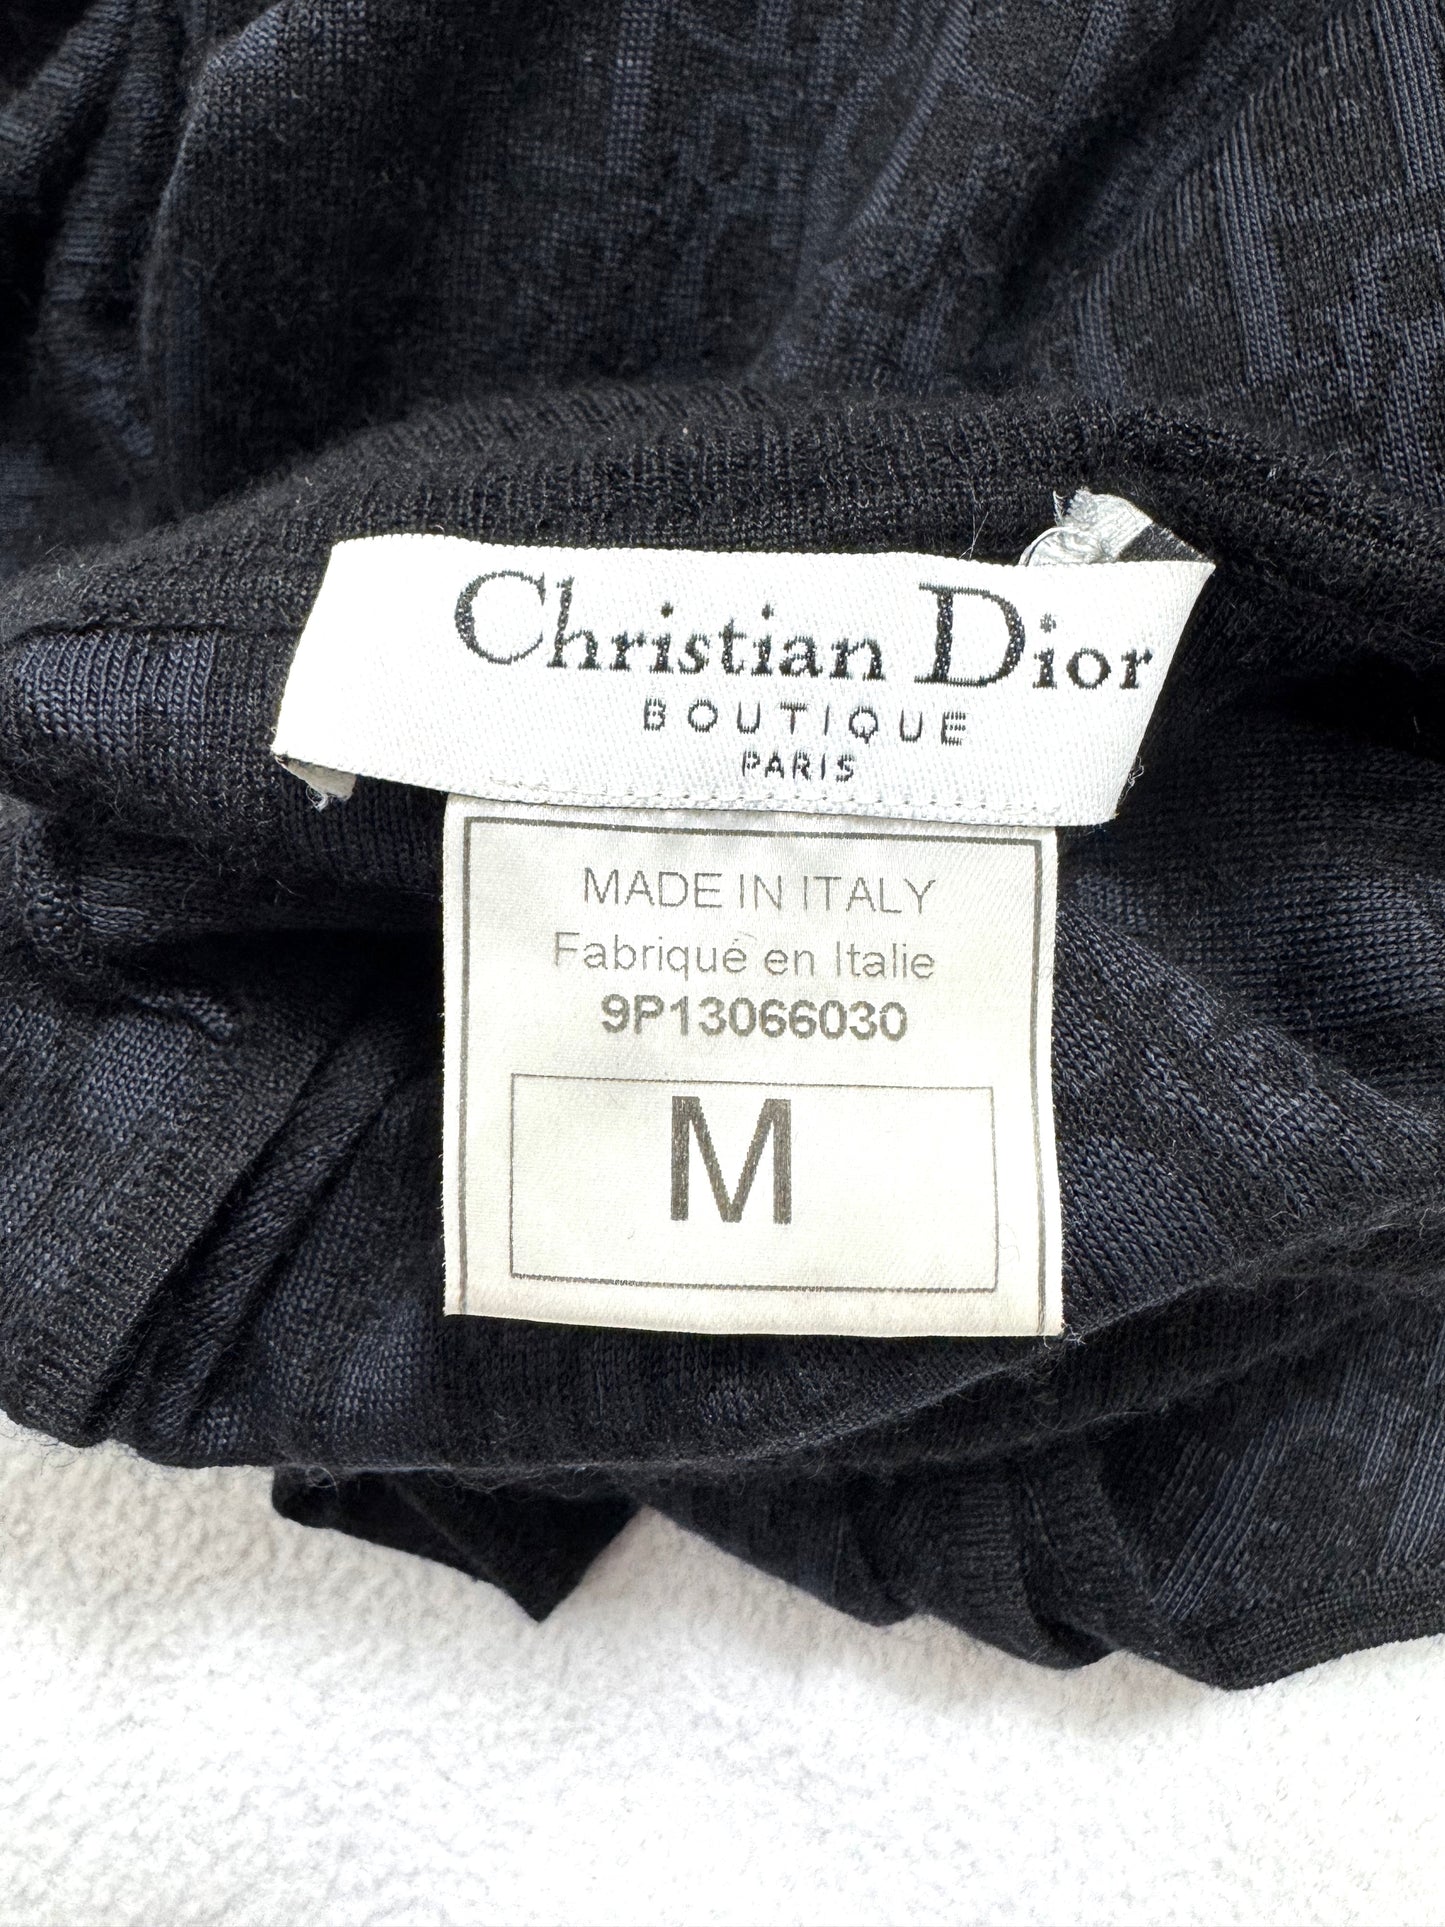 Christian Dior
BOUTIQUE
PARIS
MADE IN ITALY
Fabriqué en Italie
9P13066030
M